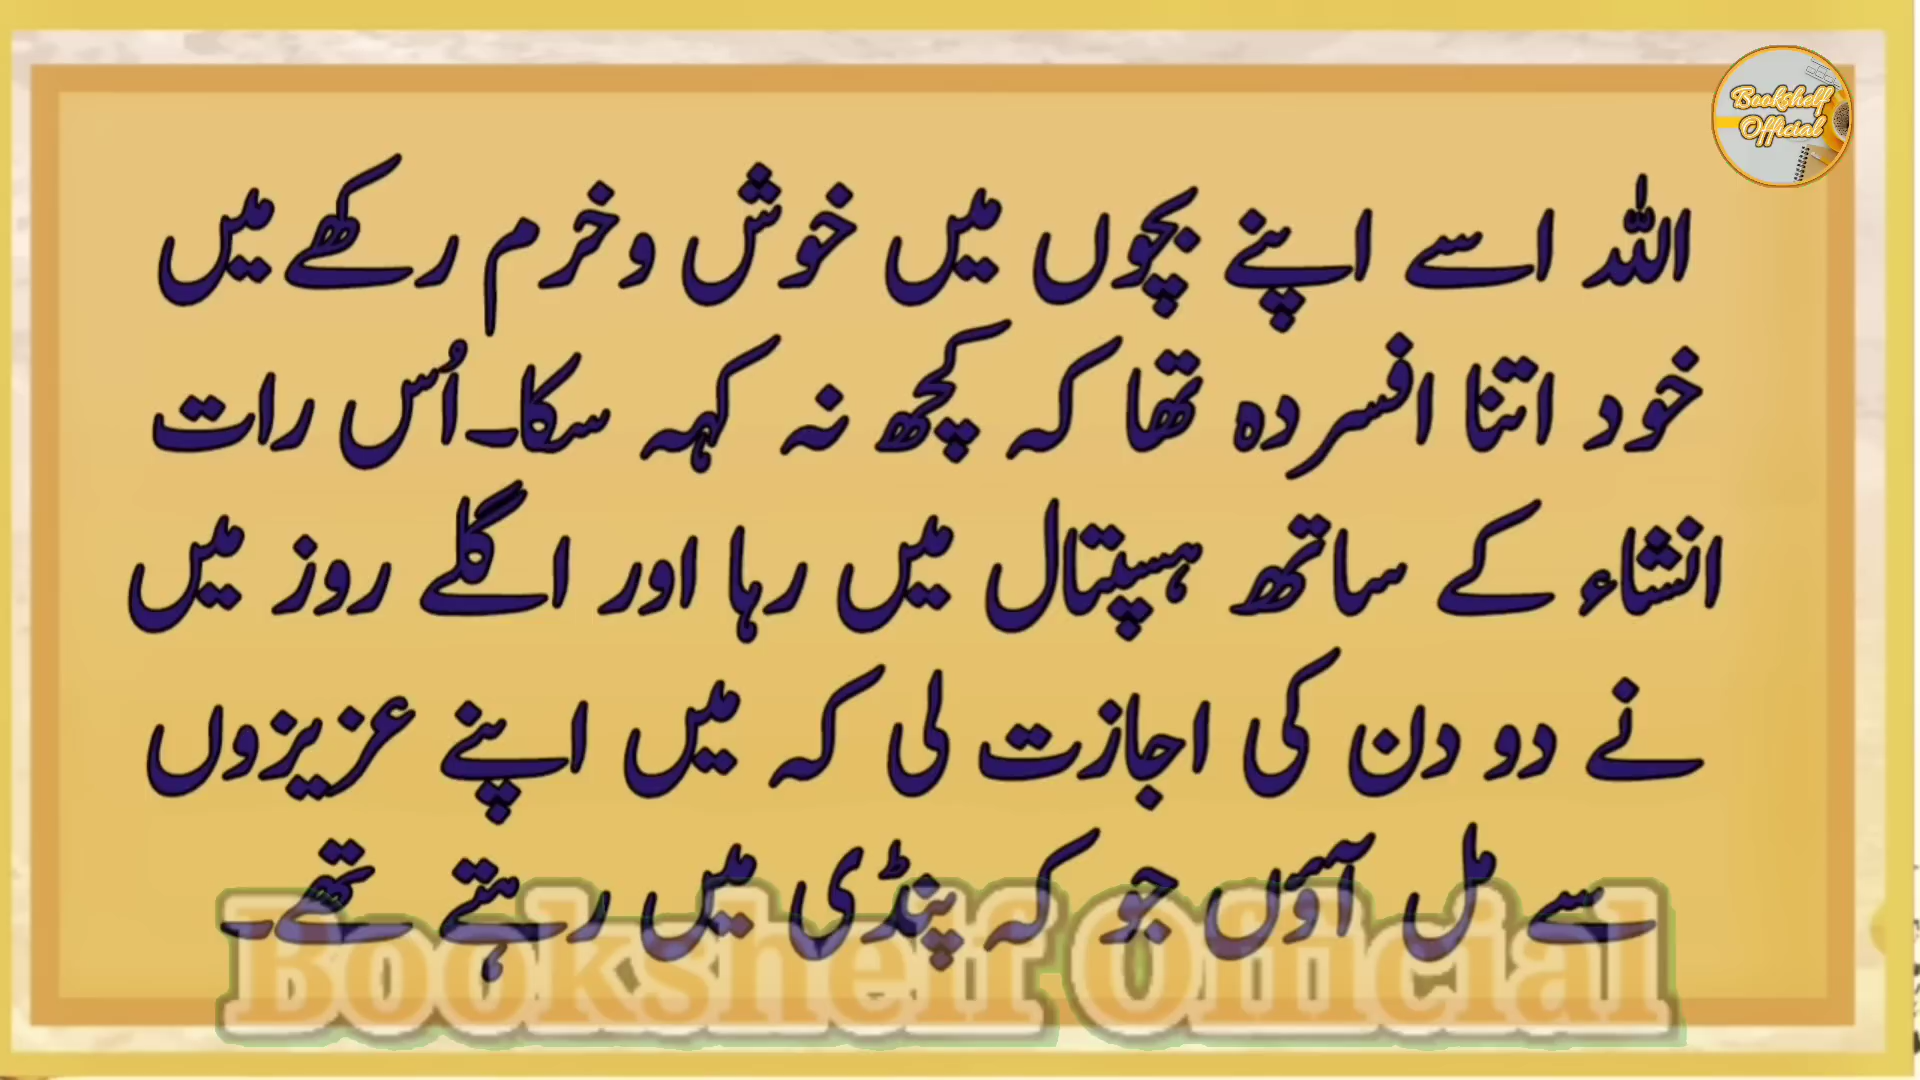 Bookshelf
Official
اللہ اسے اپنے بچوں میں خوش و خرم رکھے میں
خود اتنا افسردہ تھا کہ کچھ نہ کہہ سکا۔ اُس رات
انشاء کے ساتھ ہسپتال میں رہا اور اگلے روز میں
نے دو دن کی اجازت لی کہ میں اپنے عزیزوں
سے مل آؤں جو کہ پنڈی میں رہتے تھے۔
Bookshelf Official